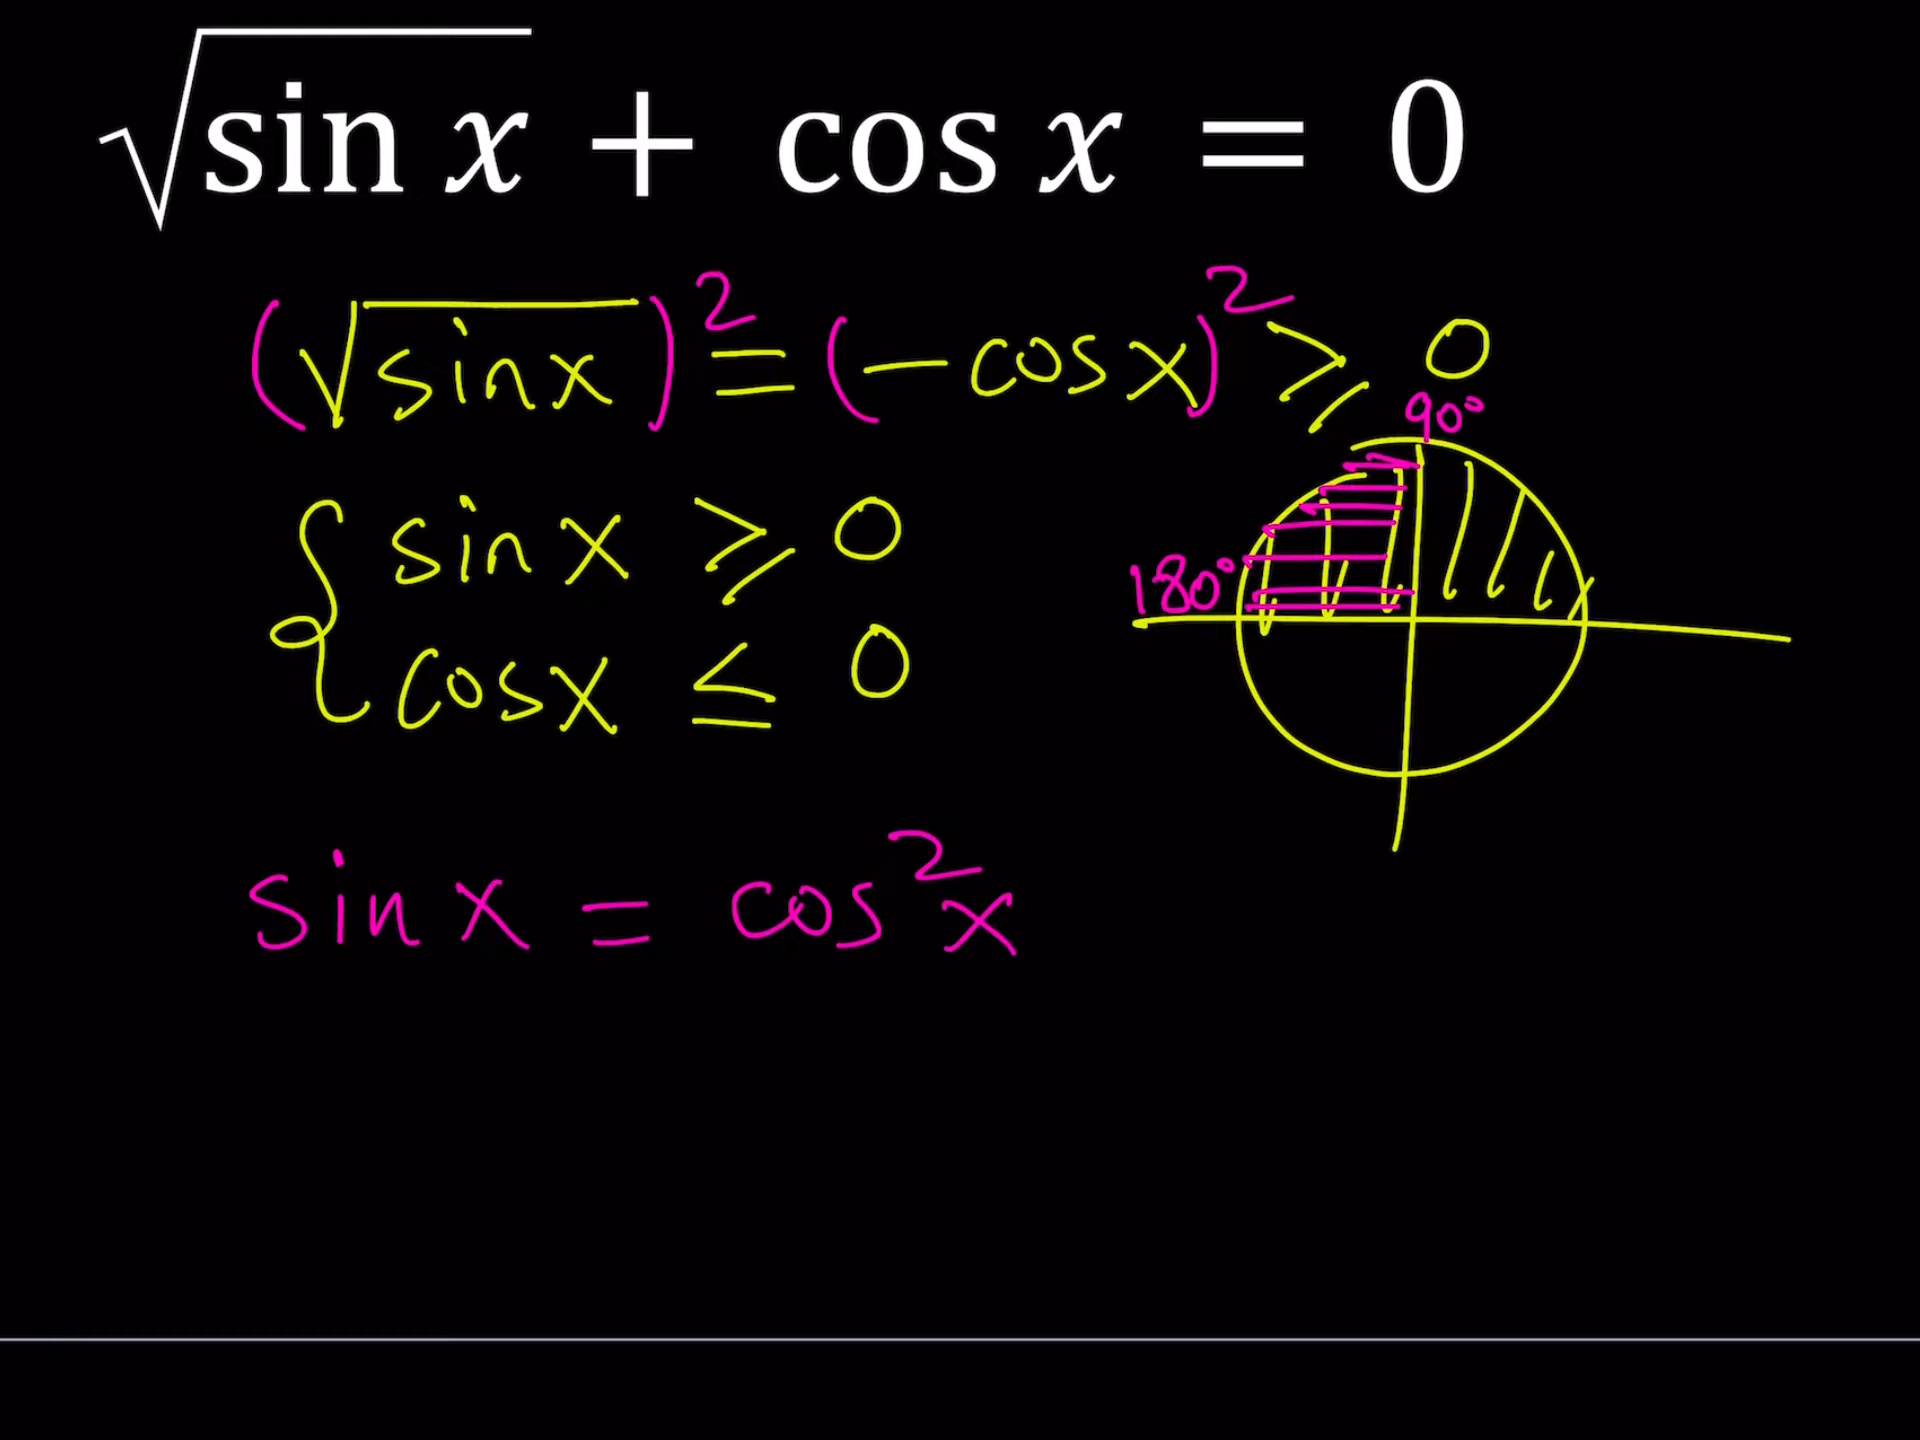 √sin x + cos x = 0
(√sinx)² = (-cosx)² ⩾ 0
90°
sinx ⩾ 0
180°
cosx ≤ 0
sinx = cos²x